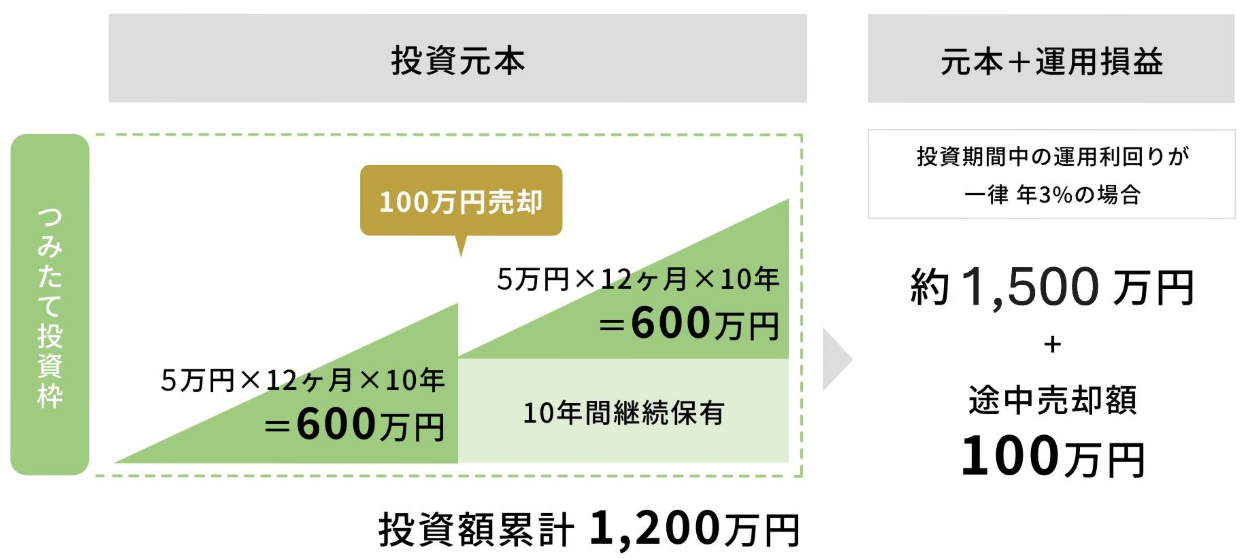 投資元本
元本＋運用損益
つみたて投資枠
100万円売却
5万円×12ヶ月×10年
＝600万円
5万円×12ヶ月×10年
＝600万円
10年間継続保有
投資額累計 1,200万円
投資期間中の運用利回りが
一律 年3%の場合
約 1,500 万円
+
途中売却額
100万円